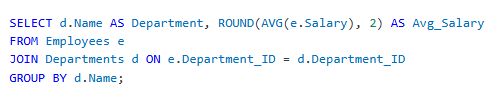 SELECT d.Name AS Department, ROUND(AVG(e.Salary), 2) AS Avg_Salary
FROM Employees e
JOIN Departments d ON e.Department_ID = d.Department_ID
GROUP BY d.Name;